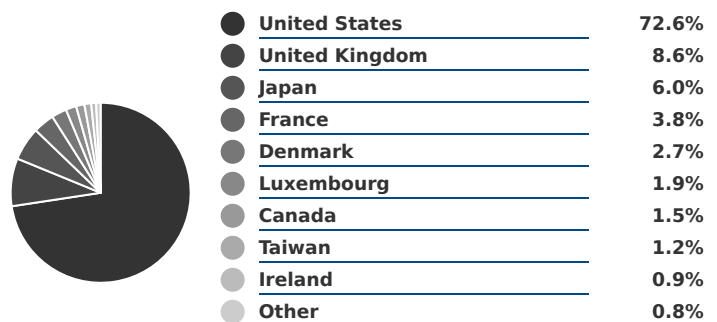 United States 72.6%
United Kingdom 8.6%
Japan 6.0%
France 3.8%
Denmark 2.7%
Luxembourg 1.9%
Canada 1.5%
Taiwan 1.2%
Ireland 0.9%
Other 0.8%